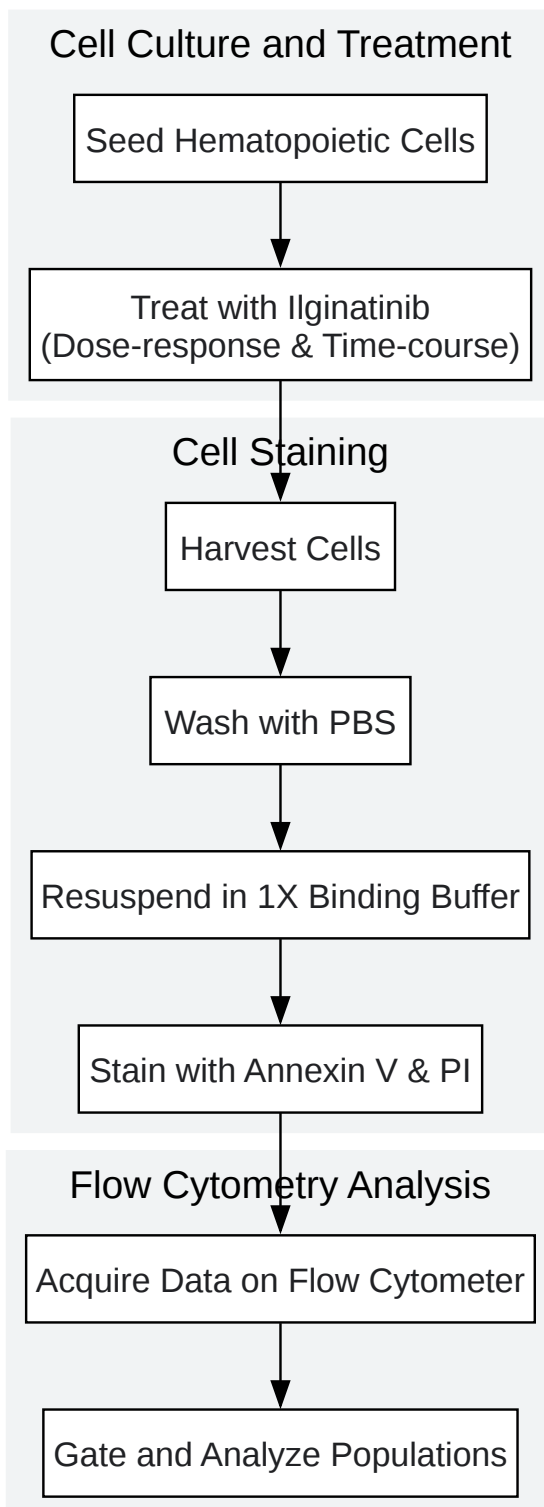 Cell Culture and Treatment
Seed Hematopoietic Cells
Treat with Ilginatinib
(Dose-response & Time-course)
Cell Staining
Harvest Cells
Wash with PBS
Resuspend in 1X Binding Buffer
Stain with Annexin V & PI
Flow Cytometry Analysis
Acquire Data on Flow Cytometer
Gate and Analyze Populations